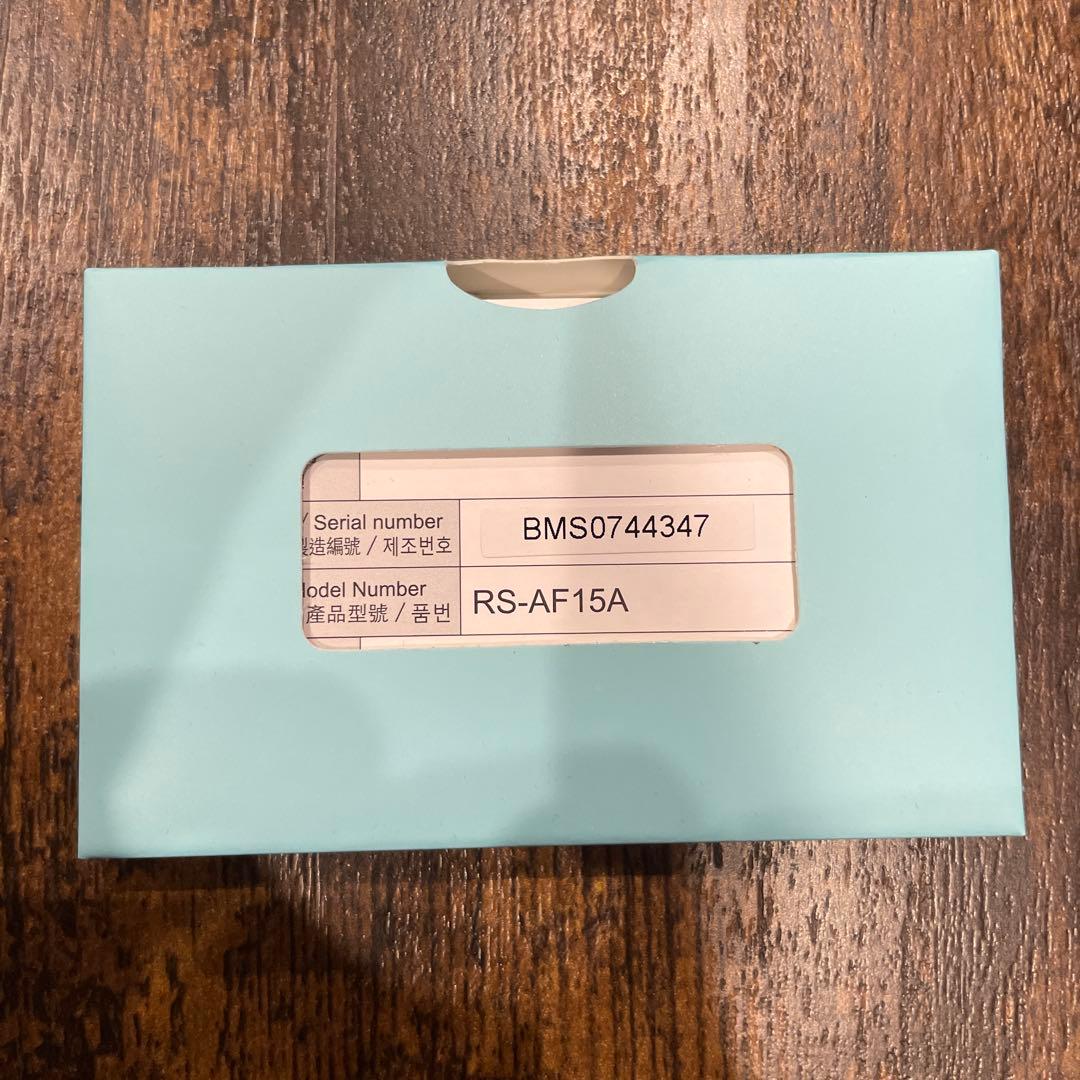 / Serial number
製造編號 / 제조번호
BMS0744347
Model Number
/ 產品型號 / 품번
RS-AF15A